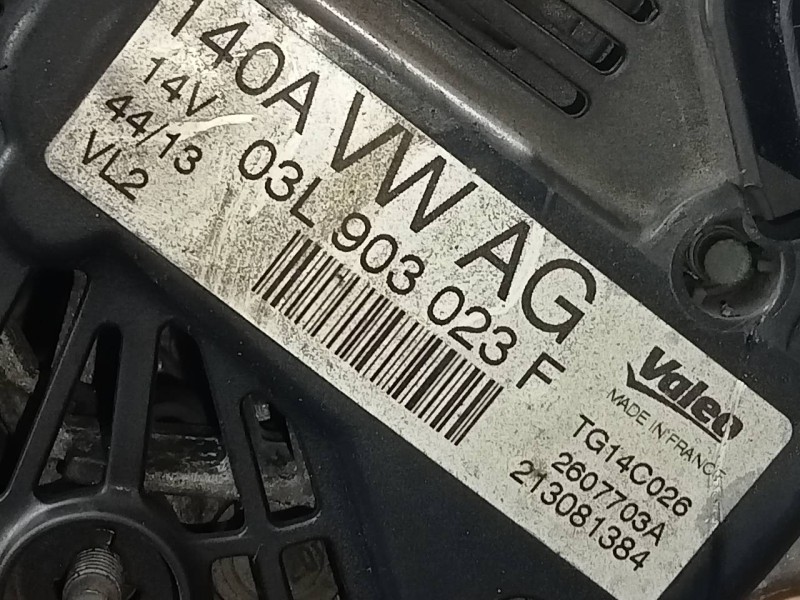 140A VW AG
14V 03L 903 023 F
44/13
VL2
Valeo
MADE IN FRANCE
TG14C026
2607703A
213081384